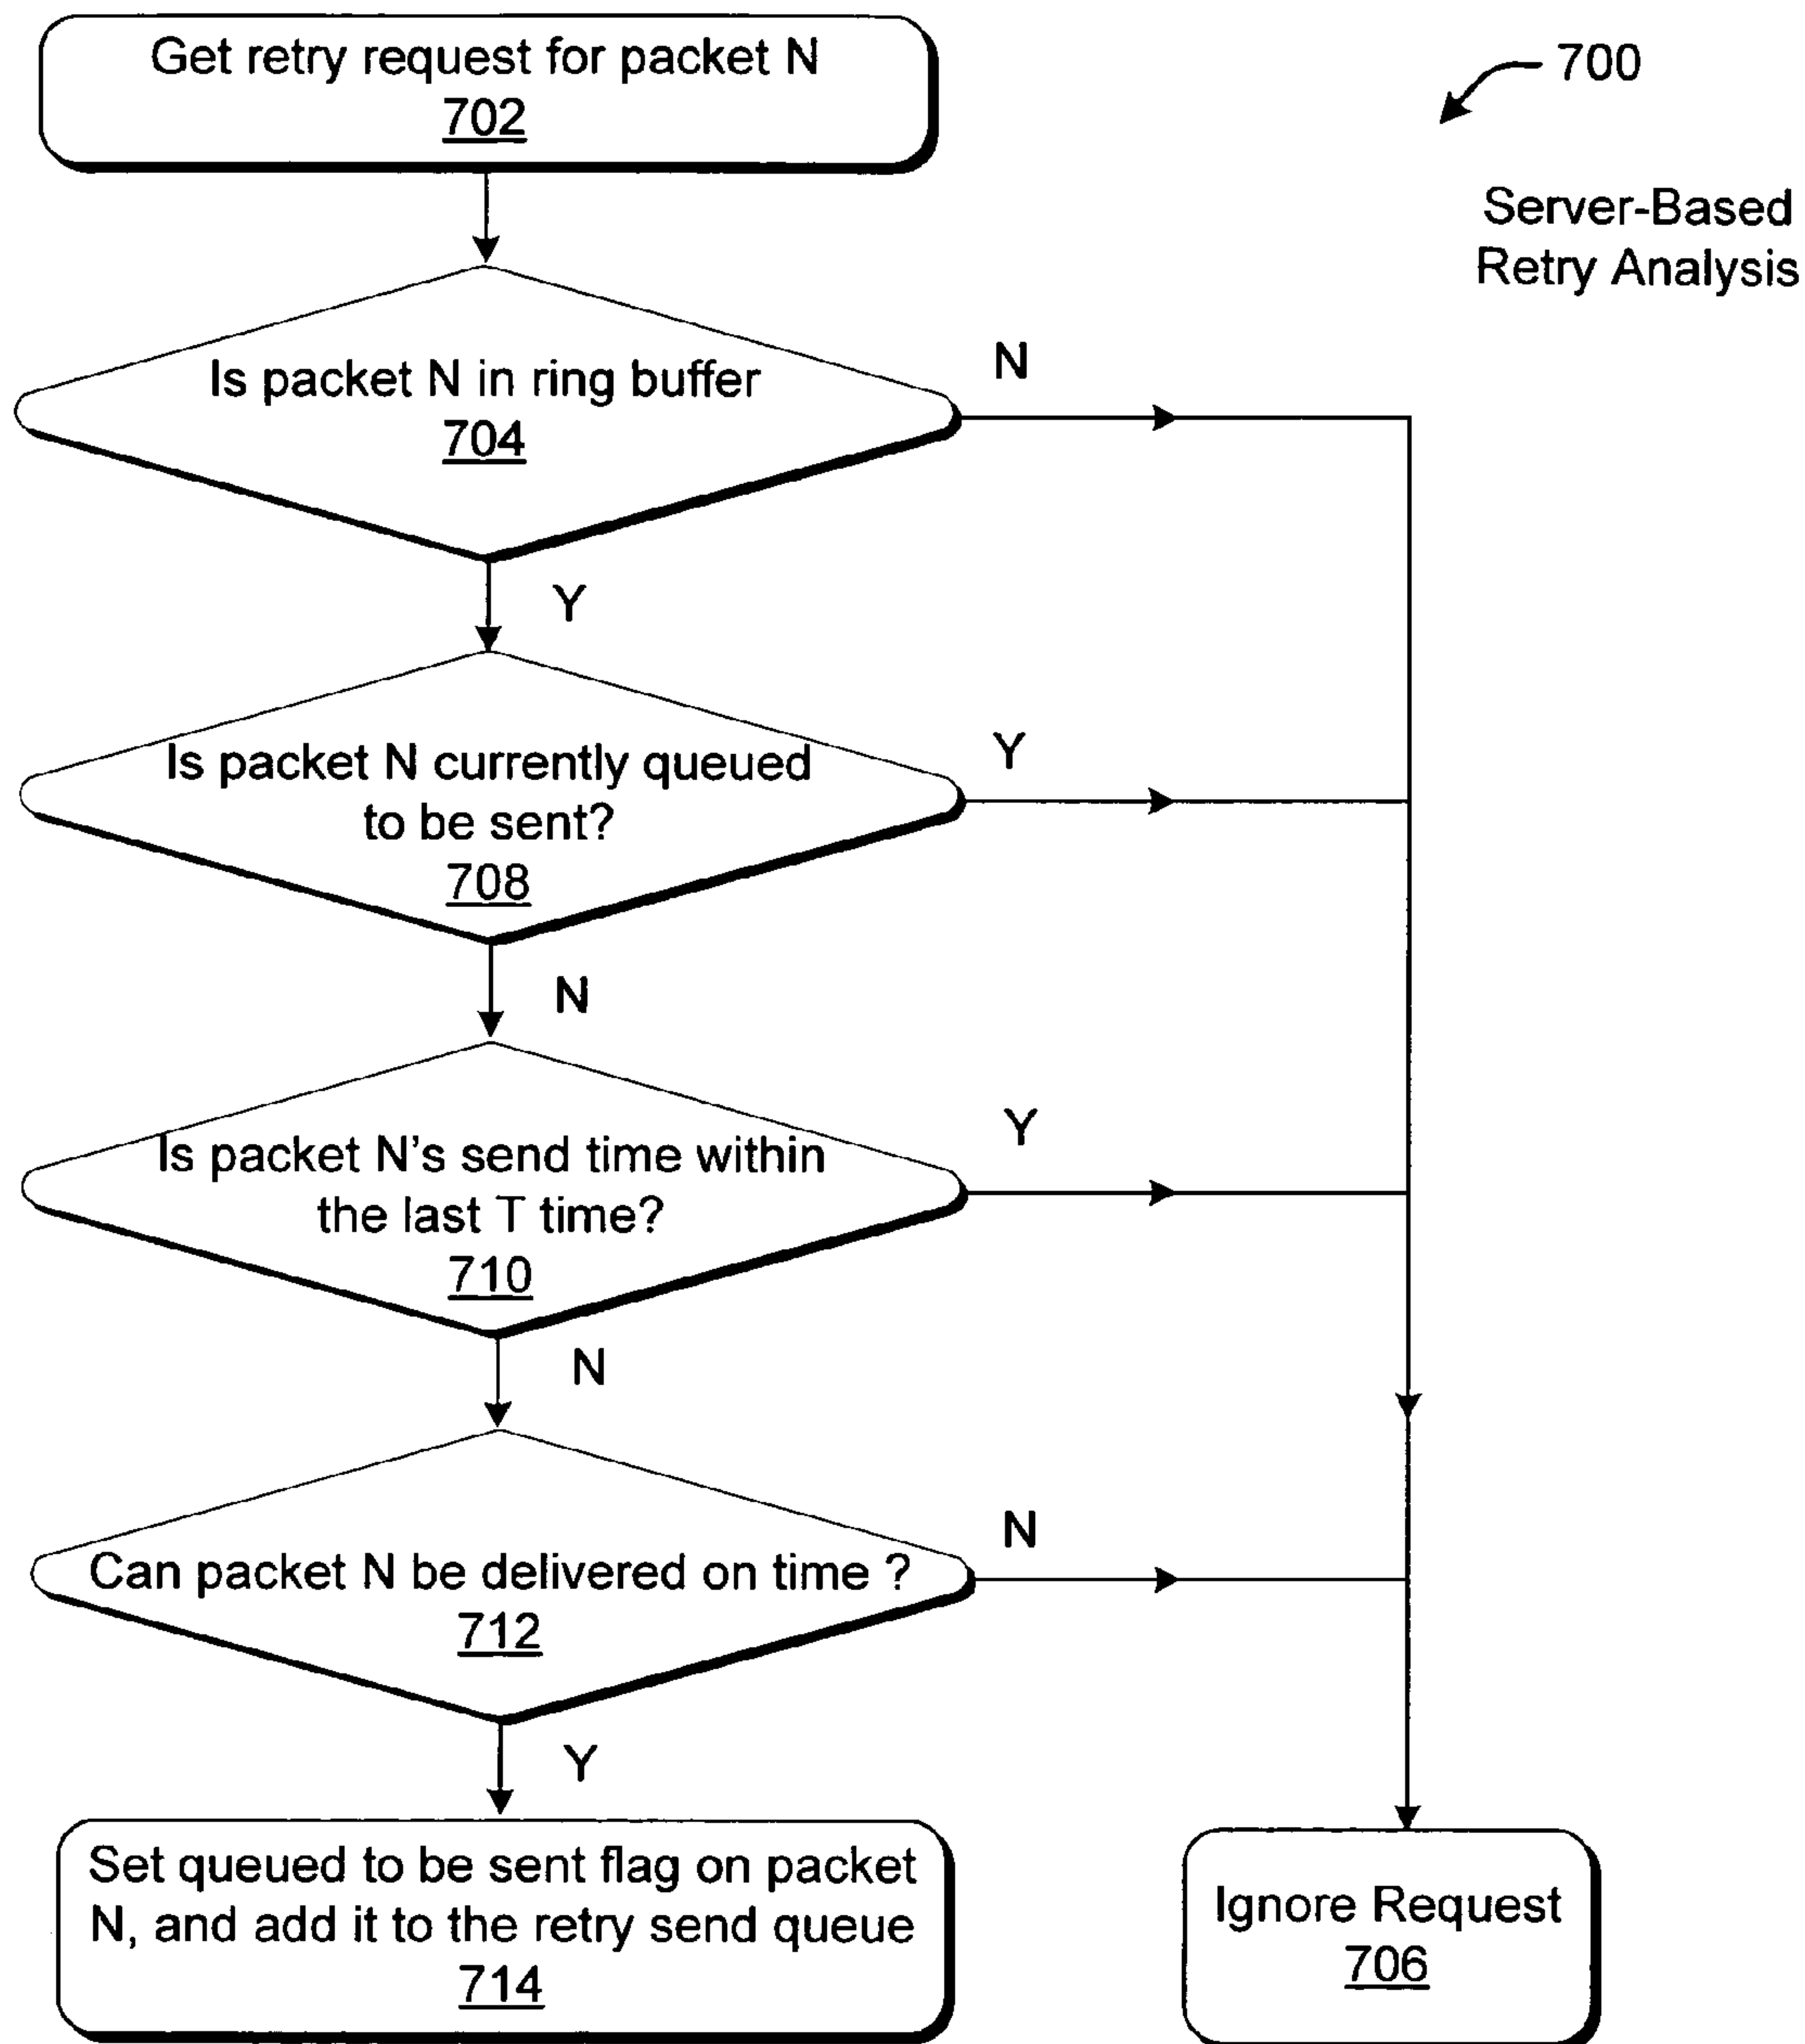 Get retry request for packet N
702
700
Server-Based
Retry Analysis
Is packet N in ring buffer
704
N
Y
Is packet N currently queued
to be sent?
708
Y
N
Is packet N's send time within
the last T time?
710
Y
N
Can packet N be delivered on time ?
712
N
Y
Set queued to be sent flag on packet
N, and add it to the retry send queue
714
Ignore Request
706